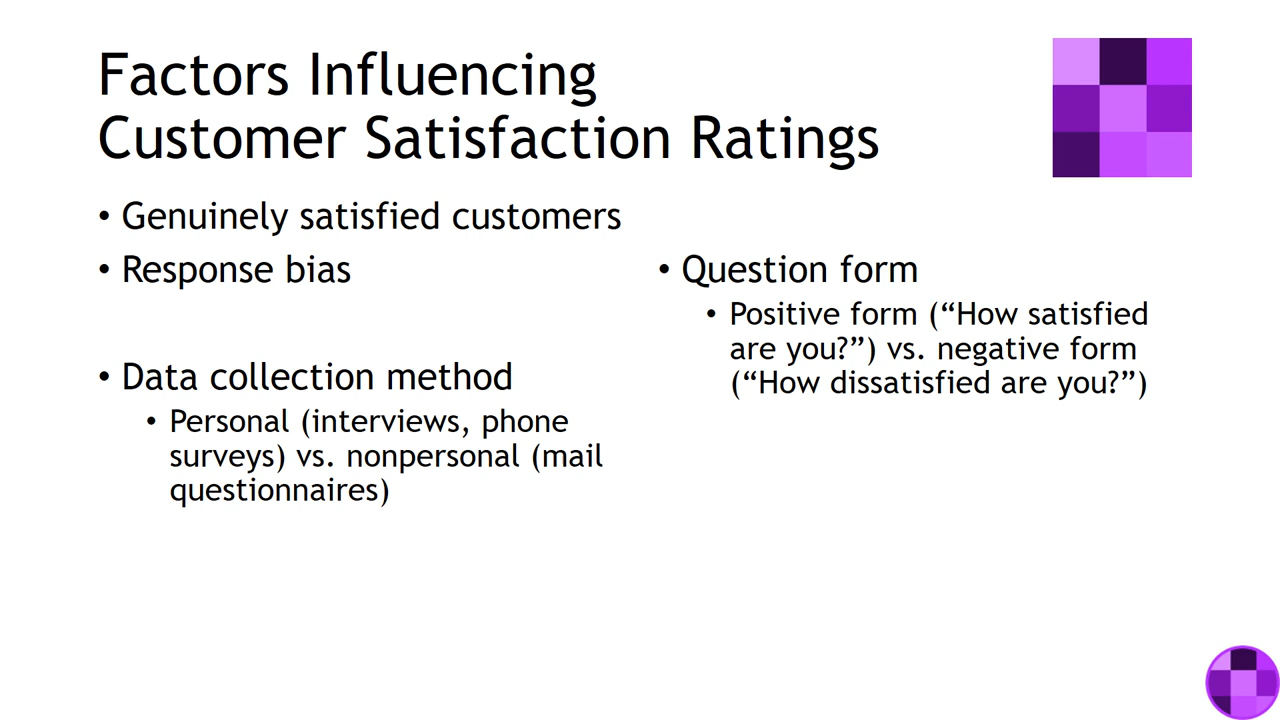 Factors Influencing
Customer Satisfaction Ratings
• Genuinely satisfied customers
• Response bias
• Data collection method
• Personal (interviews, phone
surveys) vs. nonpersonal (mail
questionnaires)
• Question form
• Positive form (“How satisfied
are you?”) vs. negative form
(“How dissatisfied are you?”)